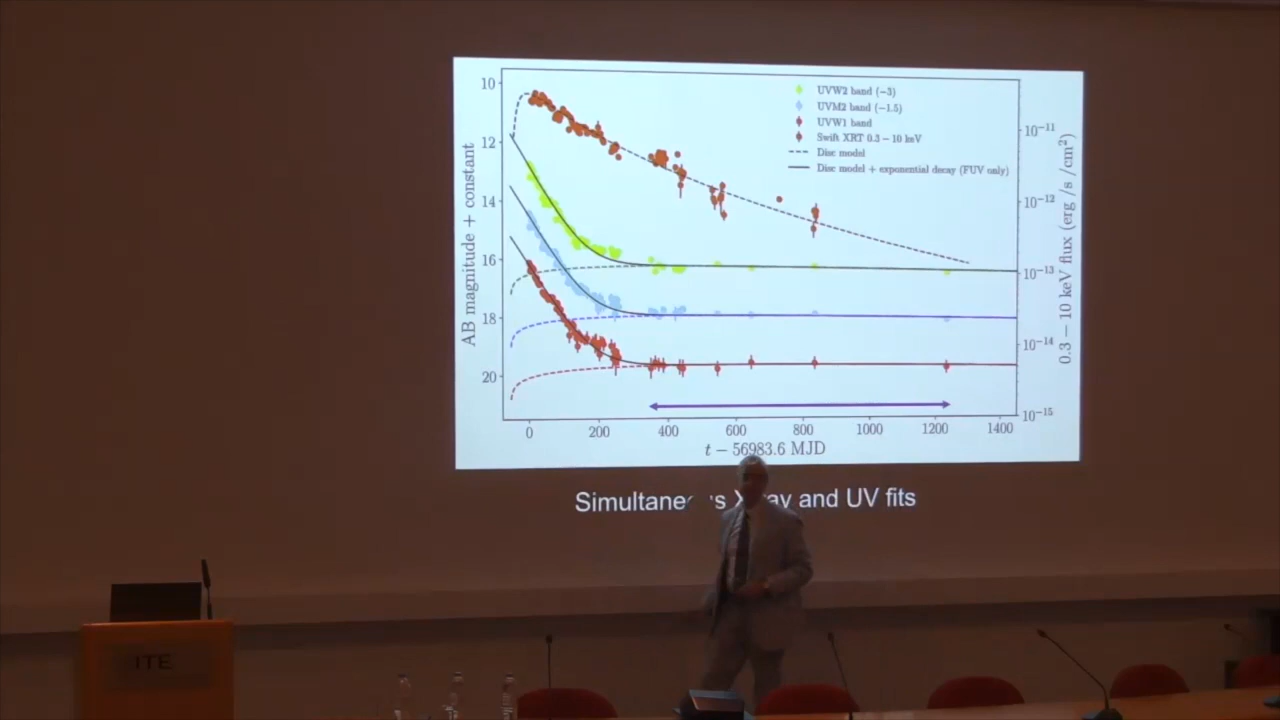 10
12
14
16
18
20
AB magnitude + constant
UVW2 band (−3)
UVM2 band (−1.5)
UVW1 band
Swift XRT 0.3 − 10 keV
Disc model
Disc model + exponential decay (FUV only)
10⁻¹¹
10⁻¹²
10⁻¹³
10⁻¹⁴
10⁻¹⁵
0.3 − 10 keV flux (erg /s /cm²)
0 200 400 600 800 1000 1200 1400
t − 56983.6 MJD
and UV fits
ITE